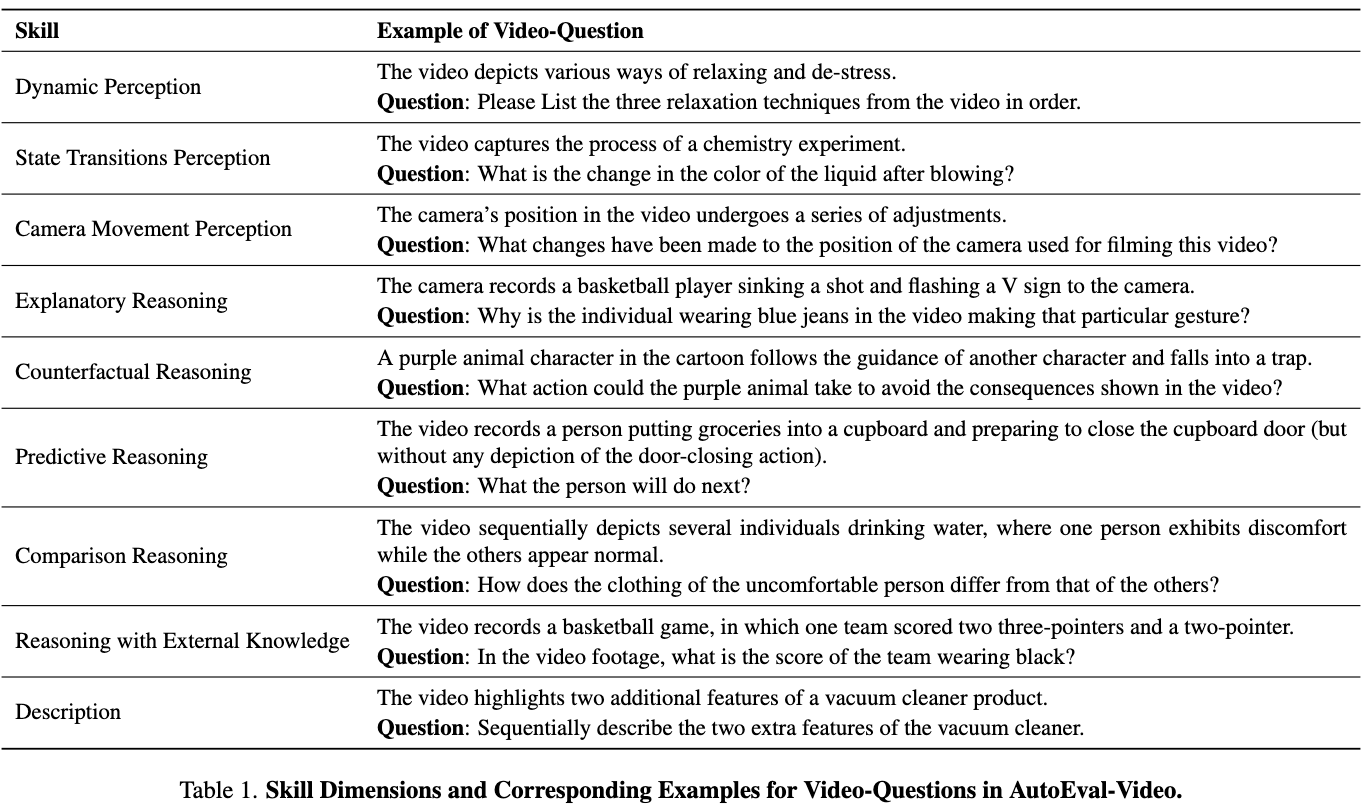 Skill Example of Video-Question
Dynamic Perception
The video depicts various ways of relaxing and de-stress.
Question: Please List the three relaxation techniques from the video in order.
State Transitions Perception
The video captures the process of a chemistry experiment.
Question: What is the change in the color of the liquid after blowing?
Camera Movement Perception
The camera's position in the video undergoes a series of adjustments.
Question: What changes have been made to the position of the camera used for filming this video?
Explanatory Reasoning
The camera records a basketball player sinking a shot and flashing a V sign to the camera.
Question: Why is the individual wearing blue jeans in the video making that particular gesture?
Counterfactual Reasoning
A purple animal character in the cartoon follows the guidance of another character and falls into a trap.
Question: What action could the purple animal take to avoid the consequences shown in the video?
Predictive Reasoning
The video records a person putting groceries into a cupboard and preparing to close the cupboard door (but
without any depiction of the door-closing action).
Question: What the person will do next?
Comparison Reasoning
The video sequentially depicts several individuals drinking water, where one person exhibits discomfort
while the others appear normal.
Question: How does the clothing of the uncomfortable person differ from that of the others?
Reasoning with External Knowledge
The video records a basketball game, in which one team scored two three-pointers and a two-pointer.
Question: In the video footage, what is the score of the team wearing black?
Description
The video highlights two additional features of a vacuum cleaner product.
Question: Sequentially describe the two extra features of the vacuum cleaner.
Table 1. Skill Dimensions and Corresponding Examples for Video-Questions in AutoEval-Video.